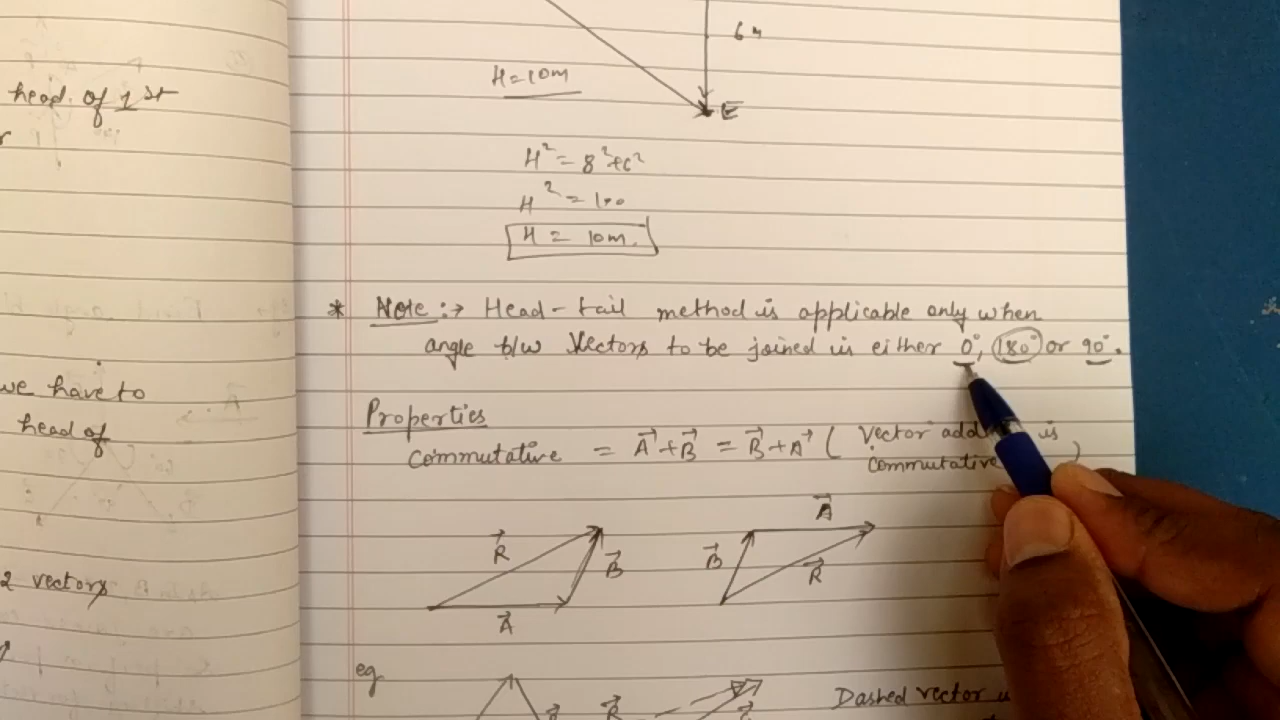 head of 1st
we have to
head of
2 vectors
6m
H=10m
E
H² = 8²+6²
H² = 100
H = 10m.
* Note :→ Head-tail method is applicable only when
angle b/w Vectors to be joined is either 0°, 180° or 90°.
Properties
Commutative = A⃗+B⃗ = B⃗+A⃗ ( Vector is
commutative )
R⃗ B⃗ A⃗
B⃗ A⃗ R⃗
eg
R⃗
Dashed vector